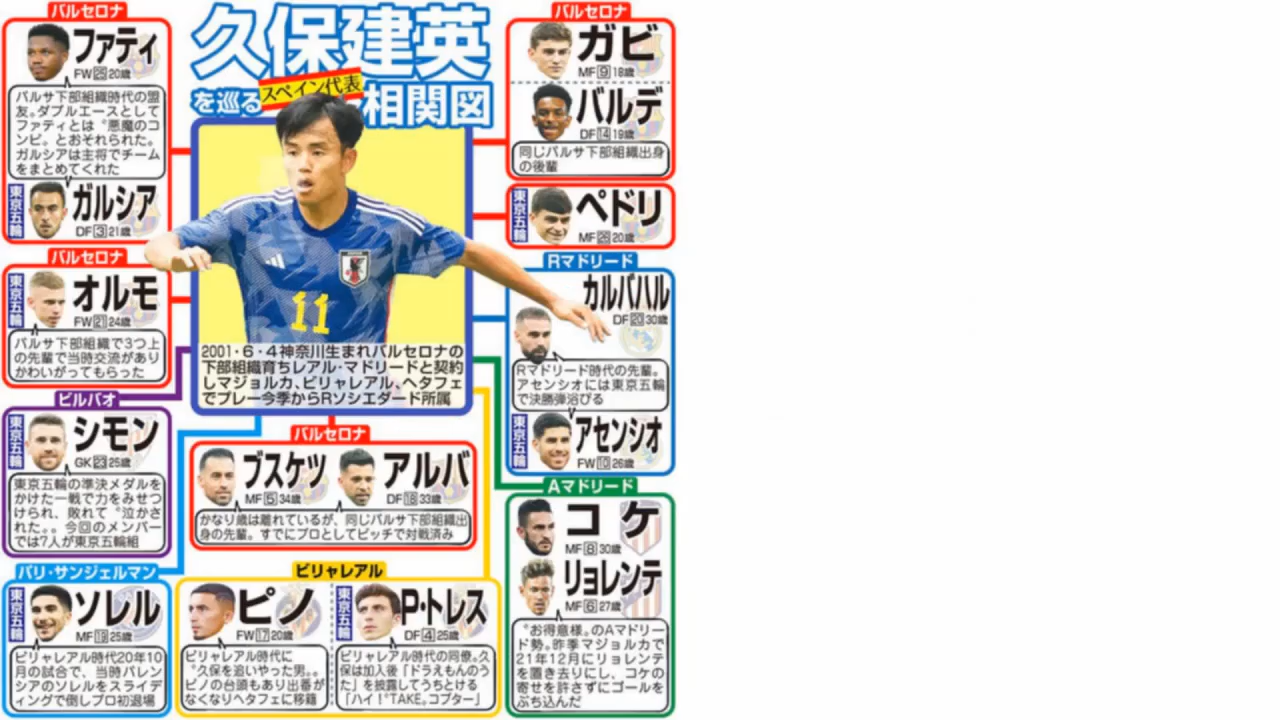 久保建英
を巡るスペイン代表相関図
バルセロナ
ファティ
FW25 20歳
バルサ下部組織時代の盟
友。ダブルエースとして
ファティとは〝悪魔のコ
ンビ〟とおそれられた。
ガルシアは主将でチーム
をまとめてくれた
東京五輪
ガルシア
DF3 21歳
バルセロナ
東京五輪
オルモ
FW21 24歳
バルサ下部組織で3つ上
の先輩で当時交流があり
かわいがってもらった
ビルバオ
東京五輪
シモン
GK23 25歳
東京五輪の準決メダルを
かけた一戦で力をみせつ
けられ、敗れて〝泣かさ
れた〟。今回のメンバー
では7人が東京五輪組
パリ・サンジェルマン
東京五輪
ソレル
MF19 25歳
ビリャレアル時代20年10
月の試合で、当時バレン
シアのソレルをスライデ
ィングで倒しプロ初退場
11
2001・6・4神奈川生まれバルセロナの
下部組織育ちレアル・マドリードと契約
しマジョルカ、ビリャレアル、ヘタフェ
でプレー今季からRソシエダード所属
バルセロナ
ブスケツ
MF5 34歳
アルバ
DF18 33歳
かなり歳は離れているが、同じバルサ下部組織出
身の先輩。すでにプロとしてピッチで対戦済み
ビリャレアル
ピノ
FW17 20歳
ビリャレアル時代に
〝久保を追いやった男〟。
ピノの台頭もあり出番が
なくなりヘタフェに移籍
東京五輪
P・トレス
DF4 25歳
ビリャレアル時代の同僚。久
保は加入後「ドラえもんのう
た」を披露してうちとける
「ハイ!〝TAKE〟コプター」
バルセロナ
ガビ
MF9 18歳
バルデ
DF14 19歳
同じバルサ下部組織出身
の後輩
東京五輪
ペドリ
MF26 20歳
Rマドリード
カルバハル
DF20 30歳
Rマドリード時代の先輩。
アセンシオには東京五輪
で決勝弾浴びる
東京五輪
アセンシオ
FW10 26歳
Aマドリード
コケ
MF8 30歳
リョレンテ
MF6 27歳
〝お得意様〟のAマドリー
ド勢。昨季マジョルカで
21年12月にリョレンテ
を置き去りにし、コケの
寄せを許さずにゴールを
ぶち込んだ